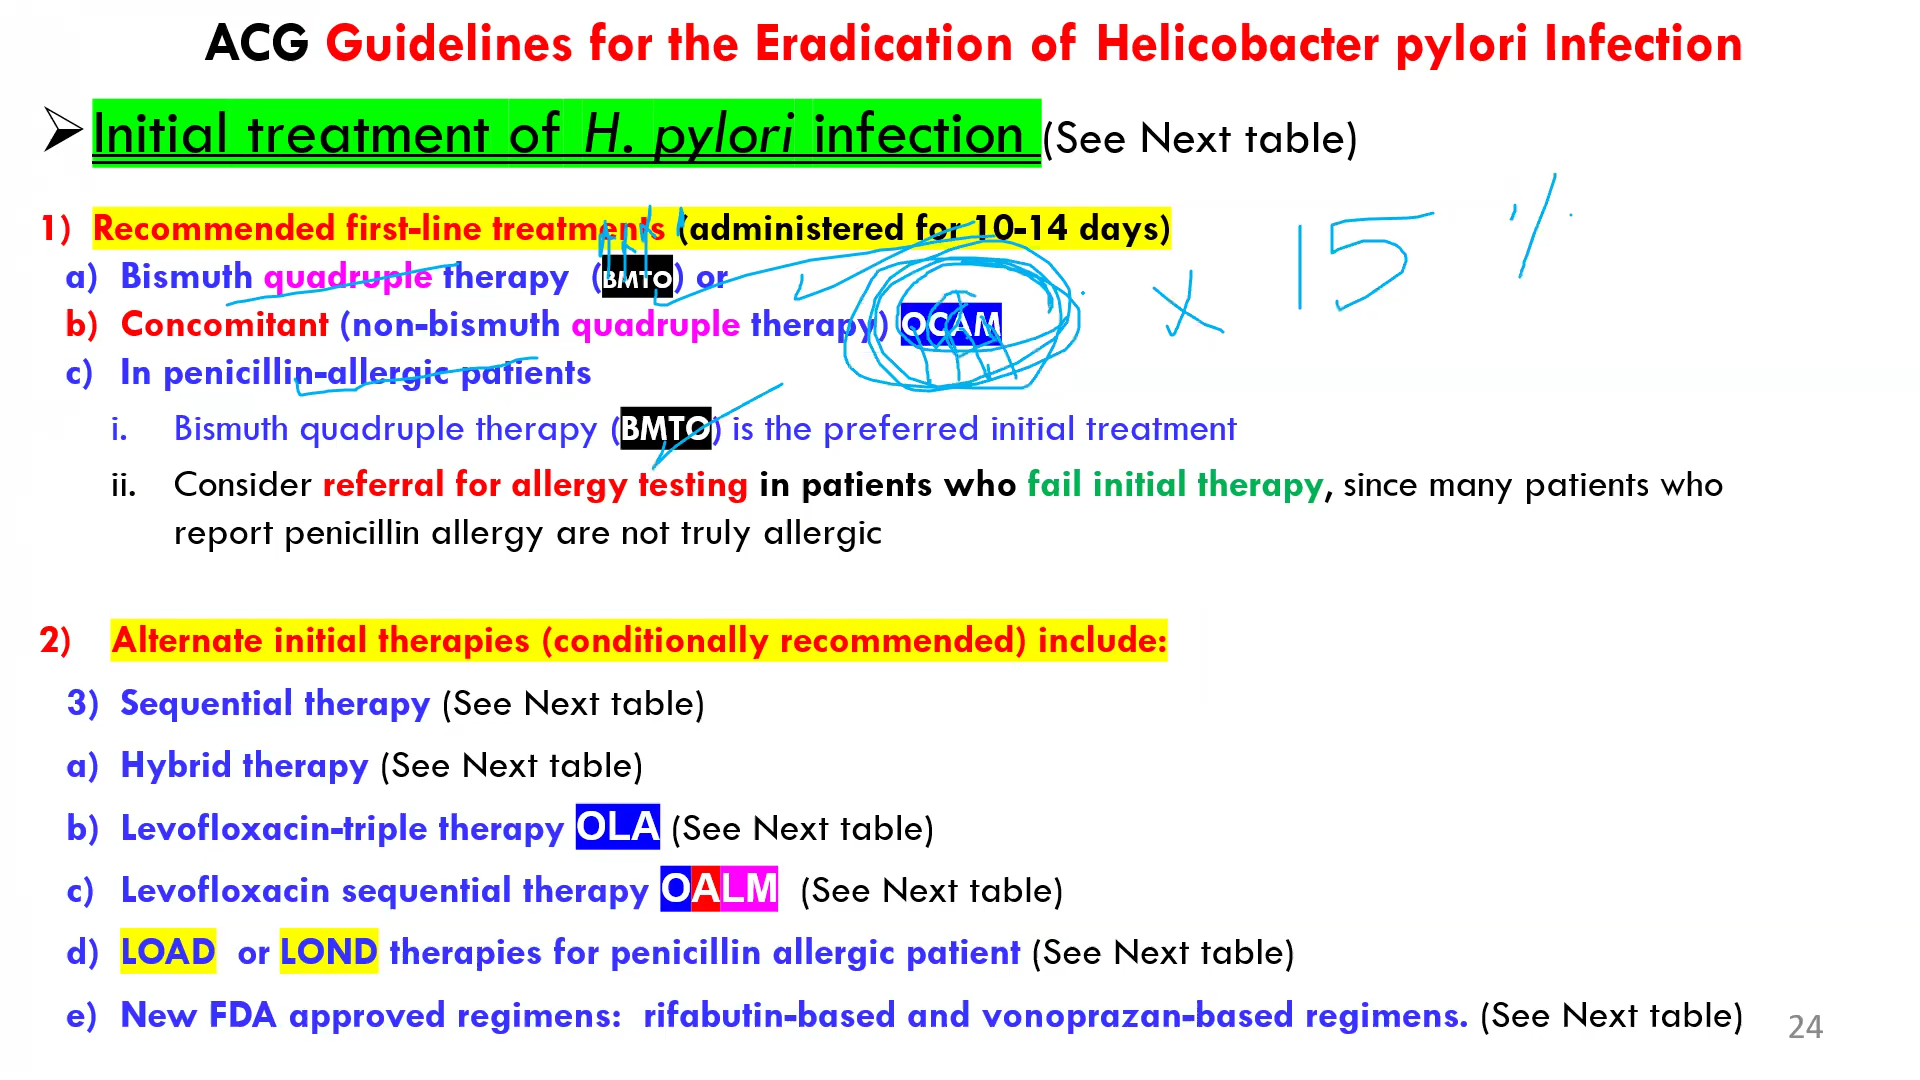 ACG Guidelines for the Eradication of Helicobacter pylori Infection
➢ Initial treatment of H. pylori infection (See Next table)
1) Recommended first-line treatments (administered for 10-14 days)
a) Bismuth quadruple therapy (BMTO) or
b) Concomitant (non-bismuth quadruple therapy) OCAM
c) In penicillin-allergic patients
i. Bismuth quadruple therapy (BMTO) is the preferred initial treatment
ii. Consider referral for allergy testing in patients who fail initial therapy, since many patients who
report penicillin allergy are not truly allergic
x 15 %
2) Alternate initial therapies (conditionally recommended) include:
3) Sequential therapy (See Next table)
a) Hybrid therapy (See Next table)
b) Levofloxacin-triple therapy OLA (See Next table)
c) Levofloxacin sequential therapy OALM (See Next table)
d) LOAD or LOND therapies for penicillin allergic patient (See Next table)
e) New FDA approved regimens: rifabutin-based and vonoprazan-based regimens. (See Next table)
24